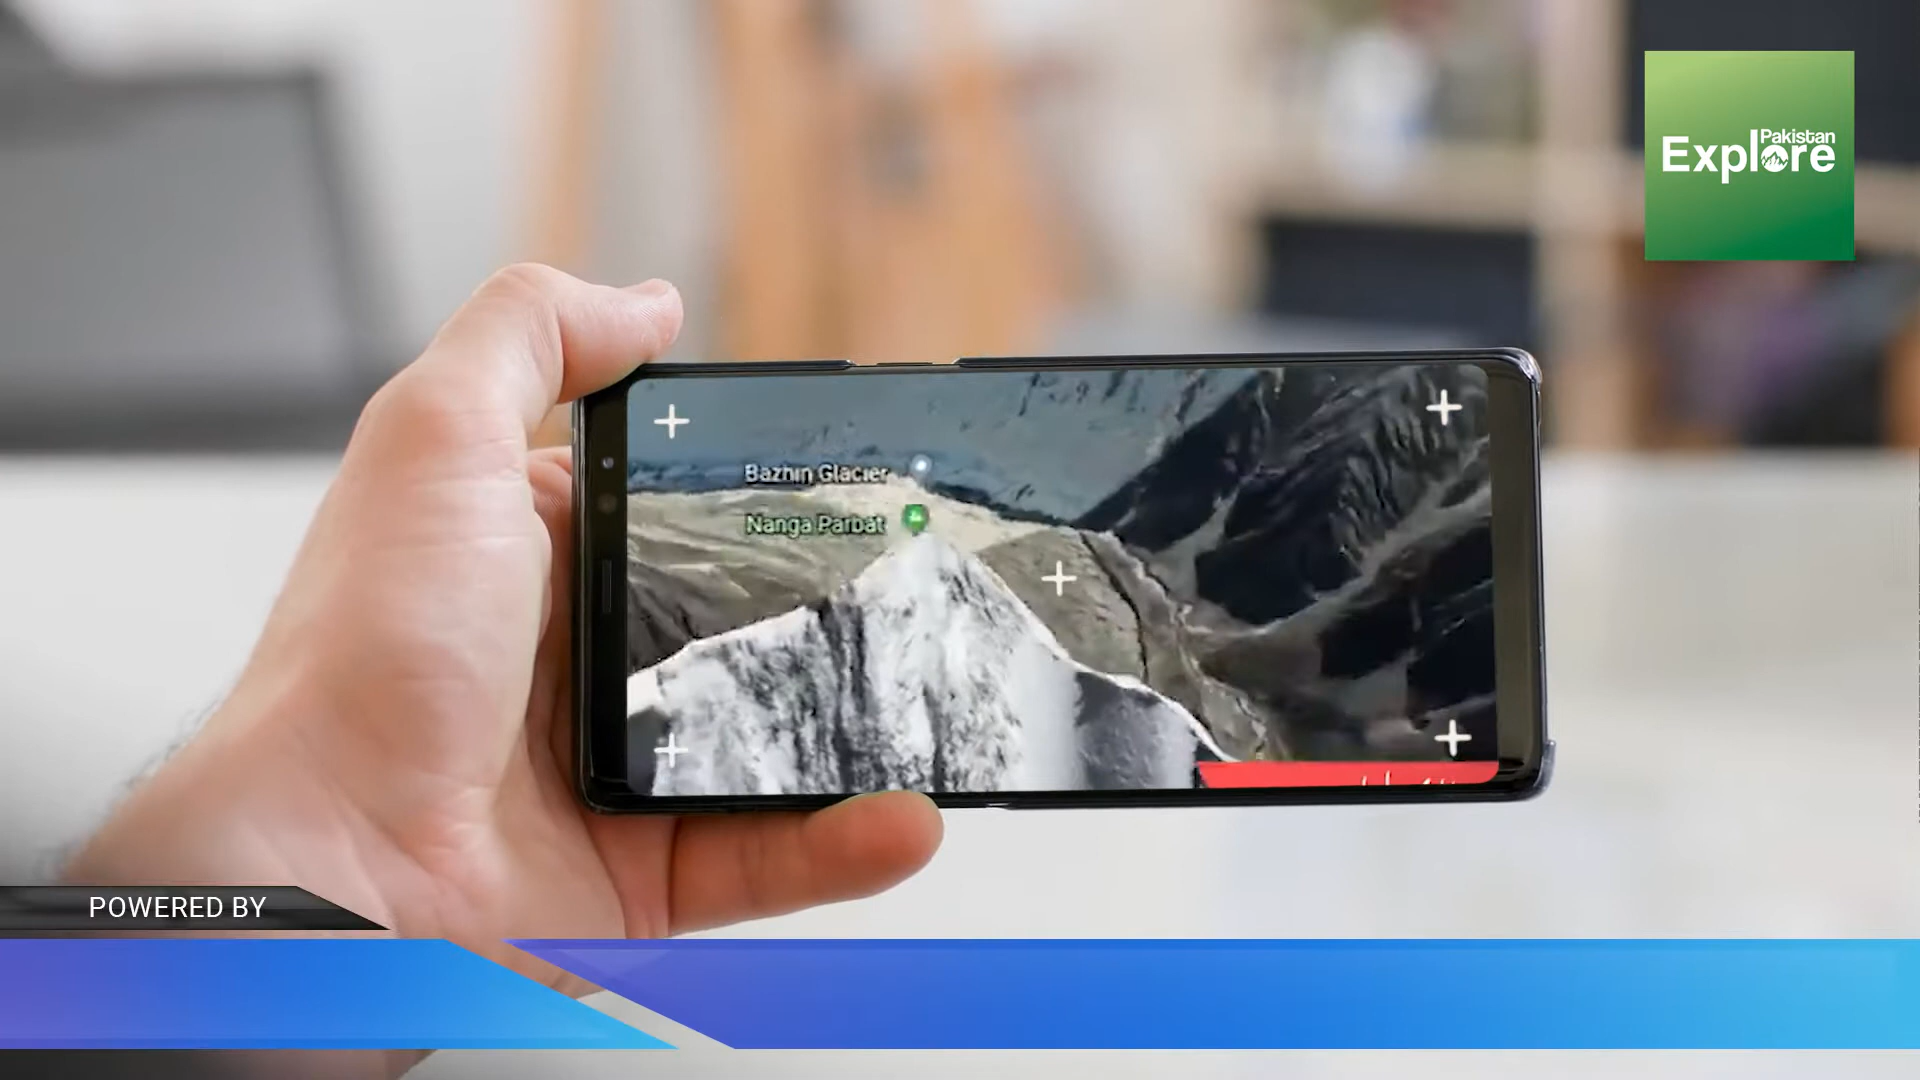 Pakistan
Explore
Bazhin Glacier
Nanga Parbat
POWERED BY